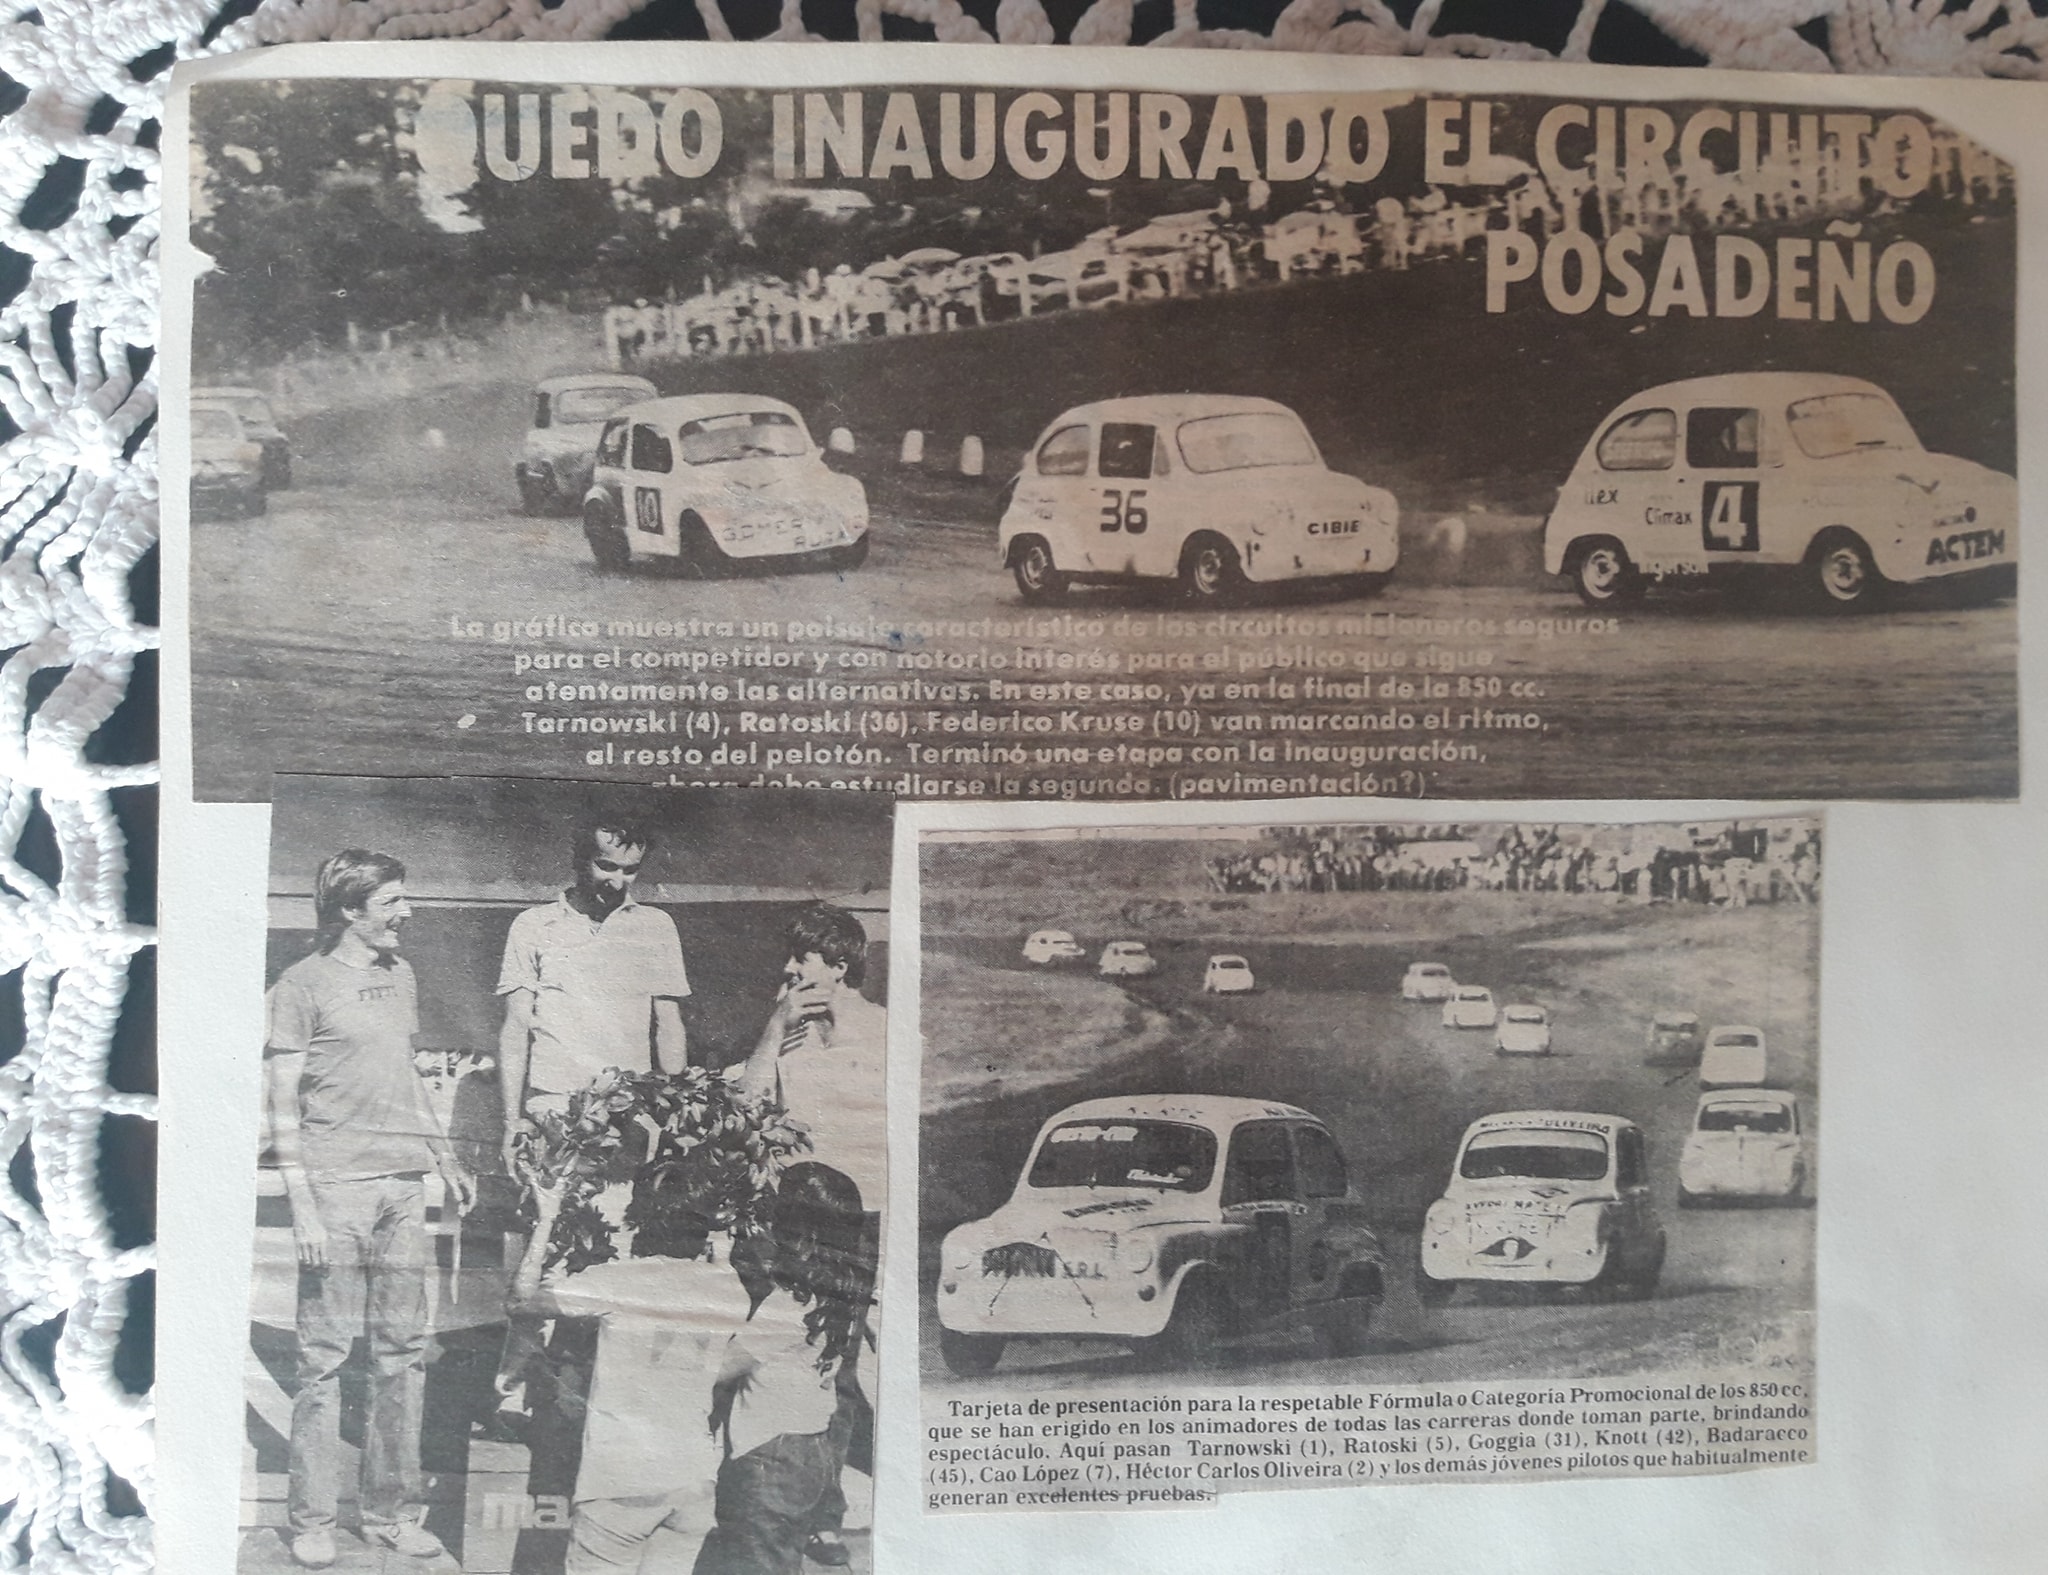 QUEDO INAUGURADO EL CIRCUITO
POSADEÑO
10
36
CIBIE
Climax
4
ACTEM
La gráfica muestra un paisaje característico de los circuitos misioneros seguros
para el competidor y con notorio interés para el público que sigue
atentamente las alternativas. En este caso, ya en la final de la 850 cc.
Tarnowski (4), Ratoski (36), Federico Kruse (10) van marcando el ritmo,
al resto del pelotón. Terminó una etapa con la inauguración,
ahora debe estudiarse la segunda. (pavimentación?)
ma
OLIVEIRA
S.R.L.
Tarjeta de presentación para la respetable Fórmula o Categoría Promocional de los 850 cc,
que se han erigido en los animadores de todas las carreras donde toman parte, brindando
espectáculo. Aquí pasan Tarnowski (1), Ratoski (5), Goggia (31), Knott (42), Badaracco
(45), Cao López (7), Héctor Carlos Oliveira (2) y los demás jóvenes pilotos que habitualmente
generan excelentes pruebas.